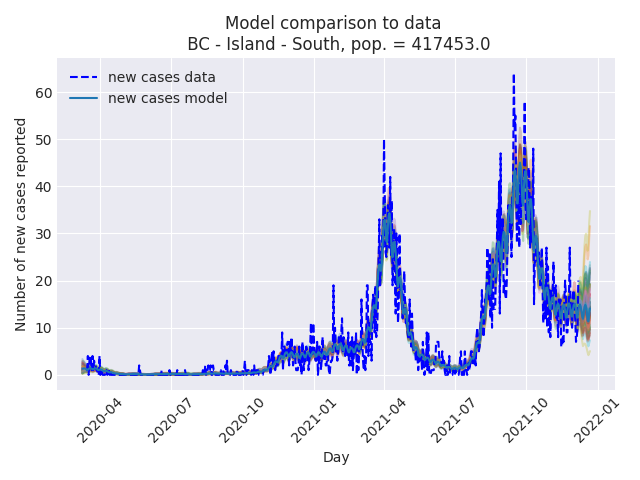 Model comparison to data
BC - Island - South, pop. = 417453.0
new cases data
new cases model
Number of new cases reported
60
50
40
30
20
10
0
2020-04
2020-07
2020-10
2021-01
2021-04
2021-07
2021-10
2022-01
Day